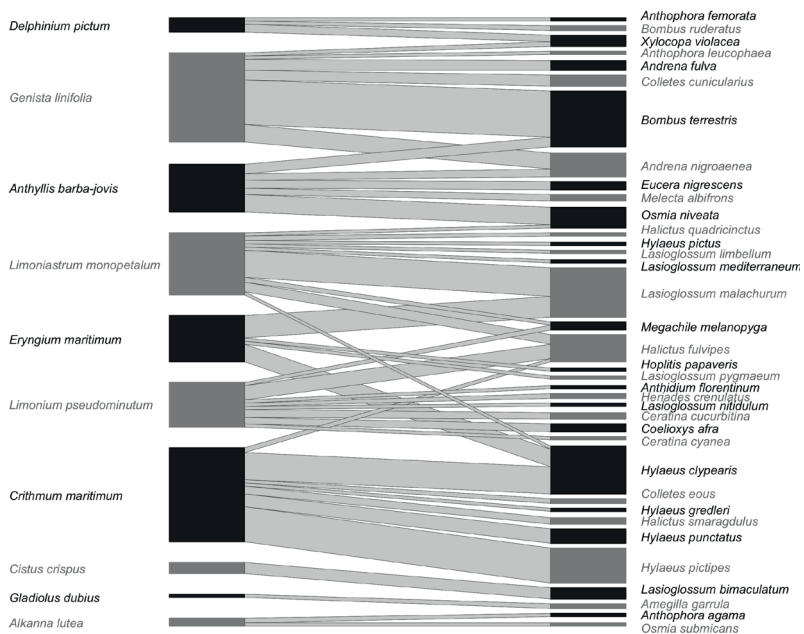 Delphinium pictum
Genista linifolia
Anthyllis barba-jovis
Limoniastrum monopetalum
Eryngium maritimum
Limonium pseudominutum
Crithmum maritimum
Cistus crispus
Gladiolus dubius
Alkanna lutea
Anthophora femorata
Bombus ruderatus
Xylocopa violacea
Anthophora leucophaea
Andrena fulva
Colletes cunicularius
Bombus terrestris
Andrena nigroaenea
Eucera nigrescens
Melecta albifrons
Osmia niveata
Halictus quadricinctus
Hylaeus pictus
Lasioglossum limbellum
Lasioglossum mediterraneum
Lasioglossum malachurum
Megachile melanopyga
Halictus fulvipes
Hoplitis papaveris
Lasioglossum pygmaeum
Anthidium florentinum
Heriades crenulatus
Lasioglossum nitidulum
Ceratina cucurbitina
Coelioxys afra
Ceratina cyanea
Hylaeus clypearis
Colletes eous
Hylaeus gredleri
Halictus smaragdulus
Hylaeus punctatus
Hylaeus pictipes
Lasioglossum bimaculatum
Amegilla garrula
Anthophora agama
Osmia submicans